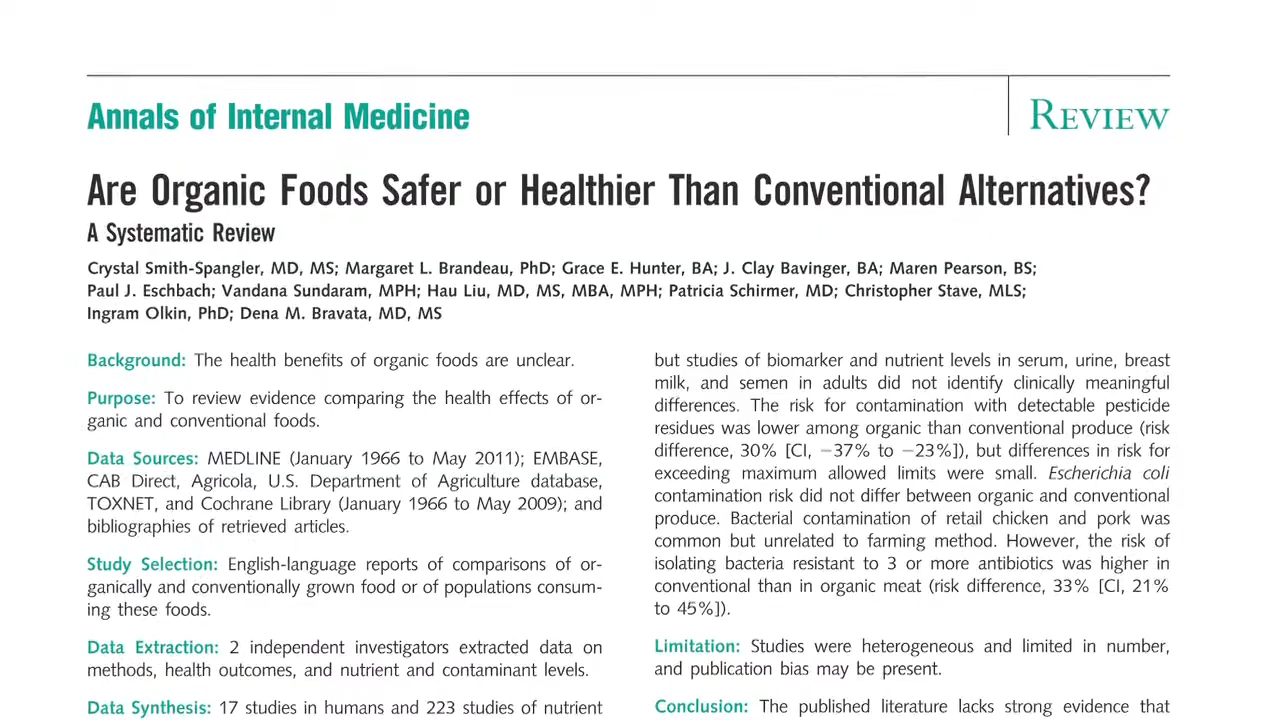 Annals of Internal Medicine
REVIEW
Are Organic Foods Safer or Healthier Than Conventional Alternatives?
A Systematic Review
Crystal Smith-Spangler, MD, MS; Margaret L. Brandeau, PhD; Grace E. Hunter, BA; J. Clay Bavinger, BA; Maren Pearson, BS;
Paul J. Eschbach; Vandana Sundaram, MPH; Hau Liu, MD, MS, MBA, MPH; Patricia Schirmer, MD; Christopher Stave, MLS;
Ingram Olkin, PhD; Dena M. Bravata, MD, MS
Background: The health benefits of organic foods are unclear.
Purpose: To review evidence comparing the health effects of or-
ganic and conventional foods.
Data Sources: MEDLINE (January 1966 to May 2011); EMBASE,
CAB Direct, Agricola, U.S. Department of Agriculture database,
TOXNET, and Cochrane Library (January 1966 to May 2009); and
bibliographies of retrieved articles.
Study Selection: English-language reports of comparisons of or-
ganically and conventionally grown food or of populations consum-
ing these foods.
Data Extraction: 2 independent investigators extracted data on
methods, health outcomes, and nutrient and contaminant levels.
Data Synthesis: 17 studies in humans and 223 studies of nutrient
but studies of biomarker and nutrient levels in serum, urine, breast
milk, and semen in adults did not identify clinically meaningful
differences. The risk for contamination with detectable pesticide
residues was lower among organic than conventional produce (risk
difference, 30% [CI, −37% to −23%]), but differences in risk for
exceeding maximum allowed limits were small. Escherichia coli
contamination risk did not differ between organic and conventional
produce. Bacterial contamination of retail chicken and pork was
common but unrelated to farming method. However, the risk of
isolating bacteria resistant to 3 or more antibiotics was higher in
conventional than in organic meat (risk difference, 33% [CI, 21%
to 45%]).
Limitation: Studies were heterogeneous and limited in number,
and publication bias may be present.
Conclusion: The published literature lacks strong evidence that